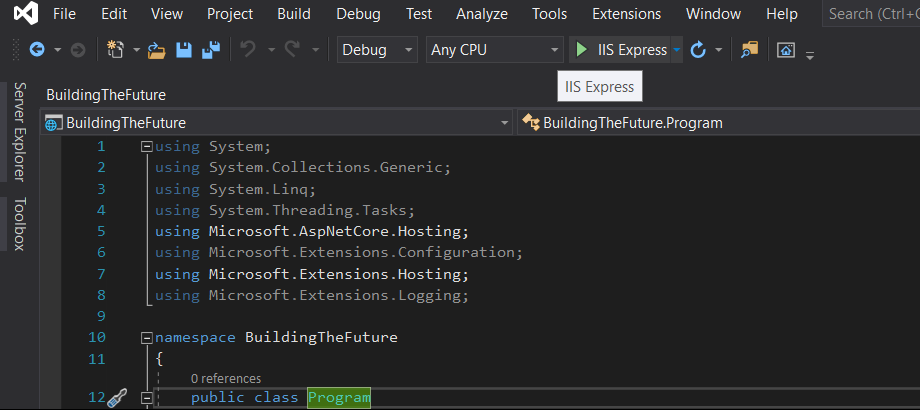 File Edit View Project Build Debug Test Analyze Tools Extensions Window Help Search (Ctrl+
Debug Any CPU IIS Express
IIS Express
Server Explorer
Toolbox
BuildingTheFuture
BuildingTheFuture BuildingTheFuture.Program
1 using System;
2 using System.Collections.Generic;
3 using System.Linq;
4 using System.Threading.Tasks;
5 using Microsoft.AspNetCore.Hosting;
6 using Microsoft.Extensions.Configuration;
7 using Microsoft.Extensions.Hosting;
8 using Microsoft.Extensions.Logging;
9
10 namespace BuildingTheFuture
11 {
0 references
12 public class Program